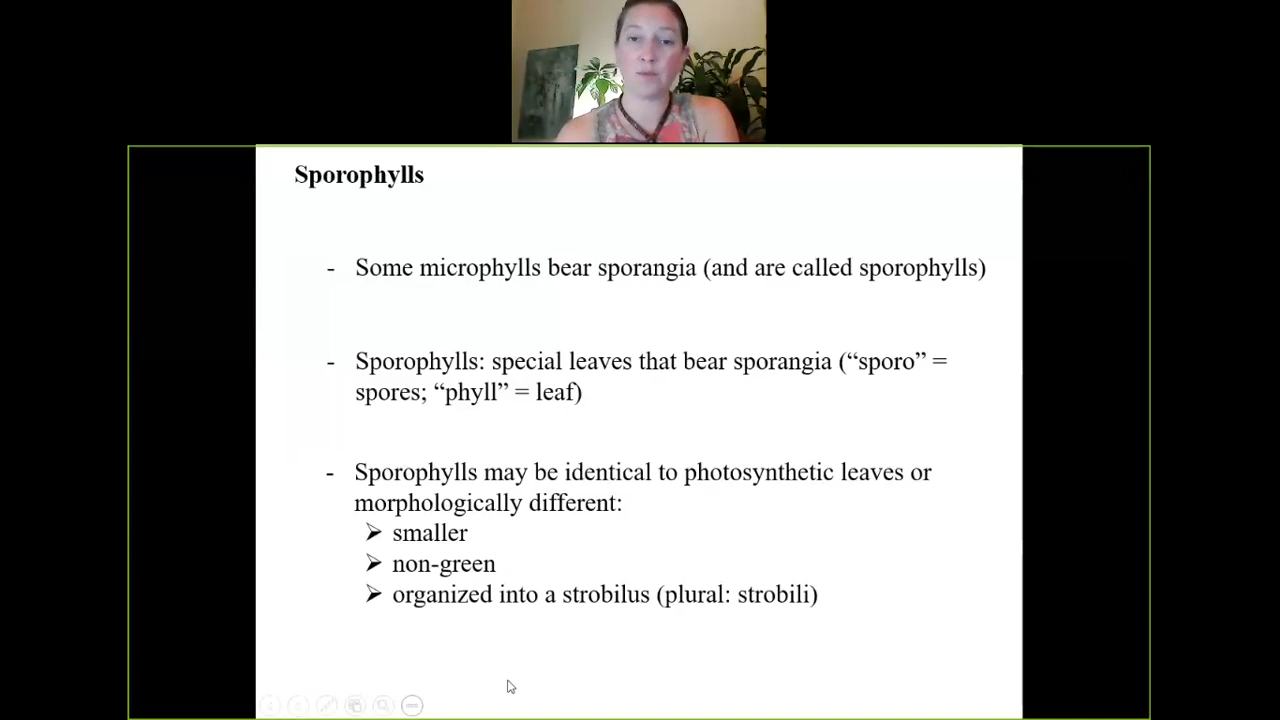 Sporophylls
- Some microphylls bear sporangia (and are called sporophylls)
- Sporophylls: special leaves that bear sporangia (“sporo” =
spores; “phyll” = leaf)
- Sporophylls may be identical to photosynthetic leaves or
morphologically different:
➢ smaller
➢ non-green
➢ organized into a strobilus (plural: strobili)